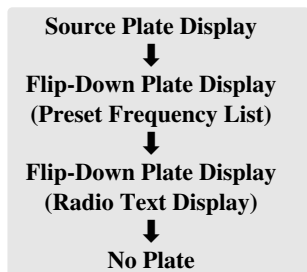 Source Plate Display
Flip-Down Plate Display
(Preset Frequency List)
Flip-Down Plate Display
(Radio Text Display)
No Plate